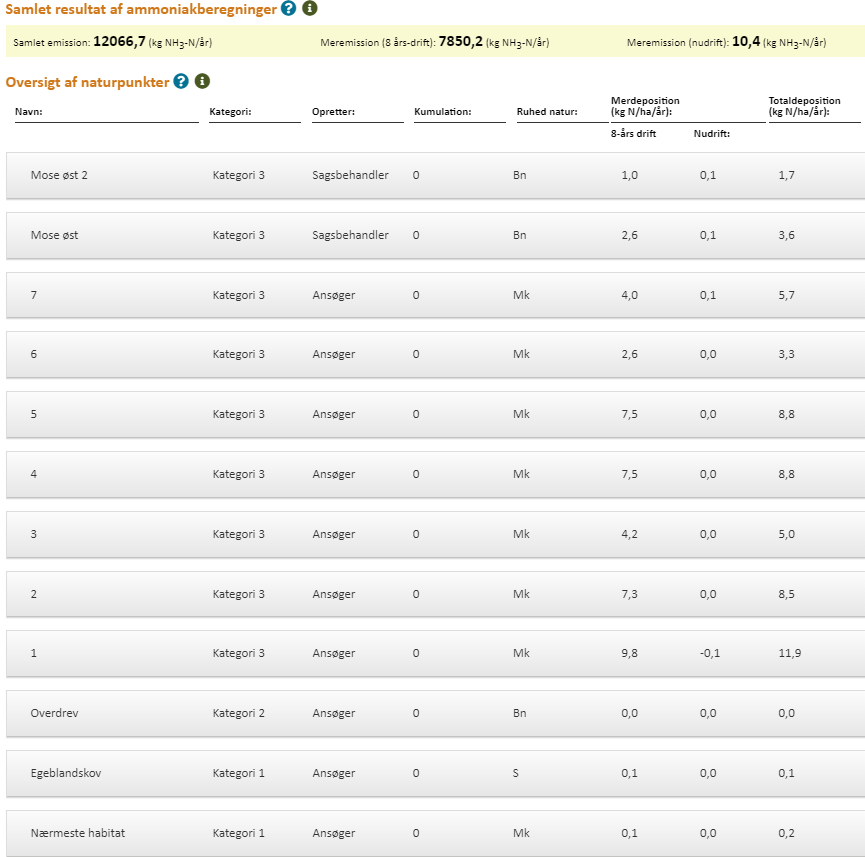 Samlet resultat af ammoniakberegninger ? i
Samlet emission: 12066,7 (kg NH3-N/år) Meremission (8 års-drift): 7850,2 (kg NH3-N/år) Meremission (nudrift): 10,4 (kg NH3-N/år)
Oversigt af naturpunkter ? i
Navn: Kategori: Opretter: Kumulation: Ruhed natur: Merdeposition (kg N/ha/år): Totaldeposition (kg N/ha/år):
8-års drift Nudrift:
Mose øst 2 Kategori 3 Sagsbehandler 0 Bn 1,0 0,1 1,7
Mose øst Kategori 3 Sagsbehandler 0 Bn 2,6 0,1 3,6
7 Kategori 3 Ansøger 0 Mk 4,0 0,1 5,7
6 Kategori 3 Ansøger 0 Mk 2,6 0,0 3,3
5 Kategori 3 Ansøger 0 Mk 7,5 0,0 8,8
4 Kategori 3 Ansøger 0 Mk 7,5 0,0 8,8
3 Kategori 3 Ansøger 0 Mk 4,2 0,0 5,0
2 Kategori 3 Ansøger 0 Mk 7,3 0,0 8,5
1 Kategori 3 Ansøger 0 Mk 9,8 -0,1 11,9
Overdrev Kategori 2 Ansøger 0 Bn 0,0 0,0 0,0
Egeblandskov Kategori 1 Ansøger 0 S 0,1 0,0 0,1
Nærmeste habitat Kategori 1 Ansøger 0 Mk 0,1 0,0 0,2